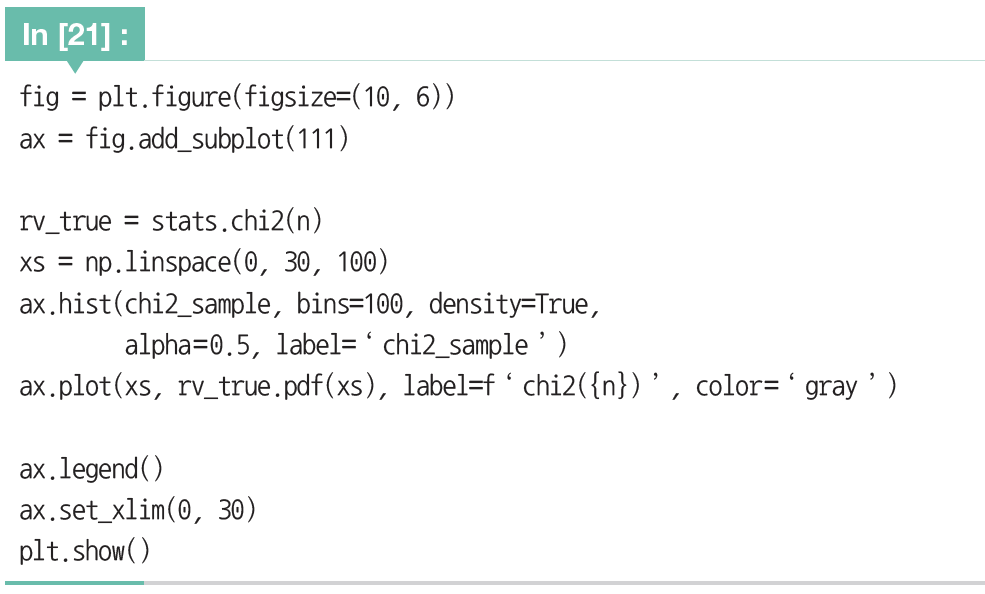 In [21] :
fig = plt.figure(figsize=(10, 6))
ax = fig.add_subplot(111)
rv_true = stats.chi2(n)
xs = np.linspace(0, 30, 100)
ax.hist(chi2_sample, bins=100, density=True,
alpha=0.5, label=‘chi2_sample’)
ax.plot(xs, rv_true.pdf(xs), label=f‘chi2({n})’, color=‘gray’)
ax.legend()
ax.set_xlim(0, 30)
plt.show()